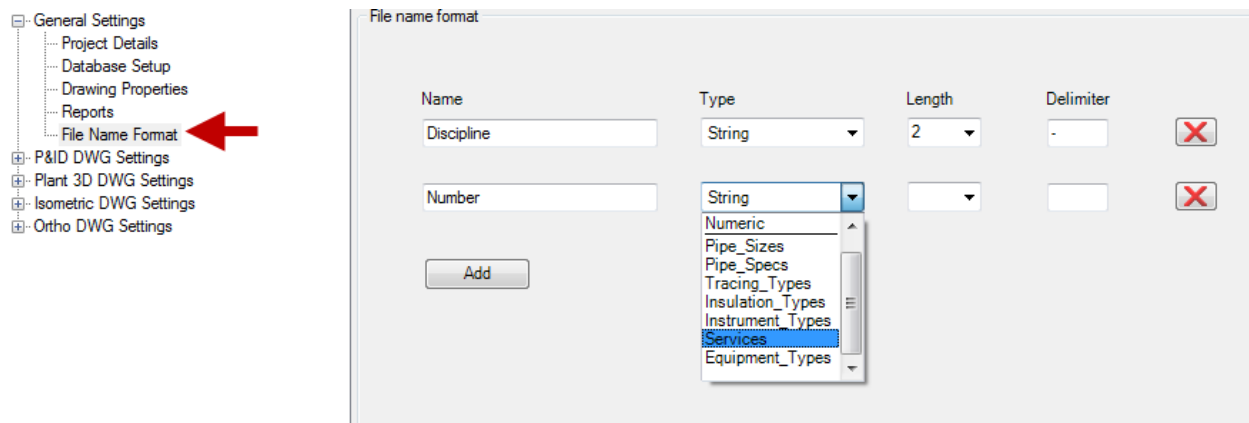 General Settings
Project Details
Database Setup
Drawing Properties
Reports
File Name Format
P&ID DWG Settings
Plant 3D DWG Settings
Isometric DWG Settings
Ortho DWG Settings
File name format
Name Type Length Delimiter
Discipline String 2 -
Number String
Numeric
Pipe_Sizes
Pipe_Specs
Tracing_Types
Insulation_Types
Instrument_Types
Services
Equipment_Types
Add